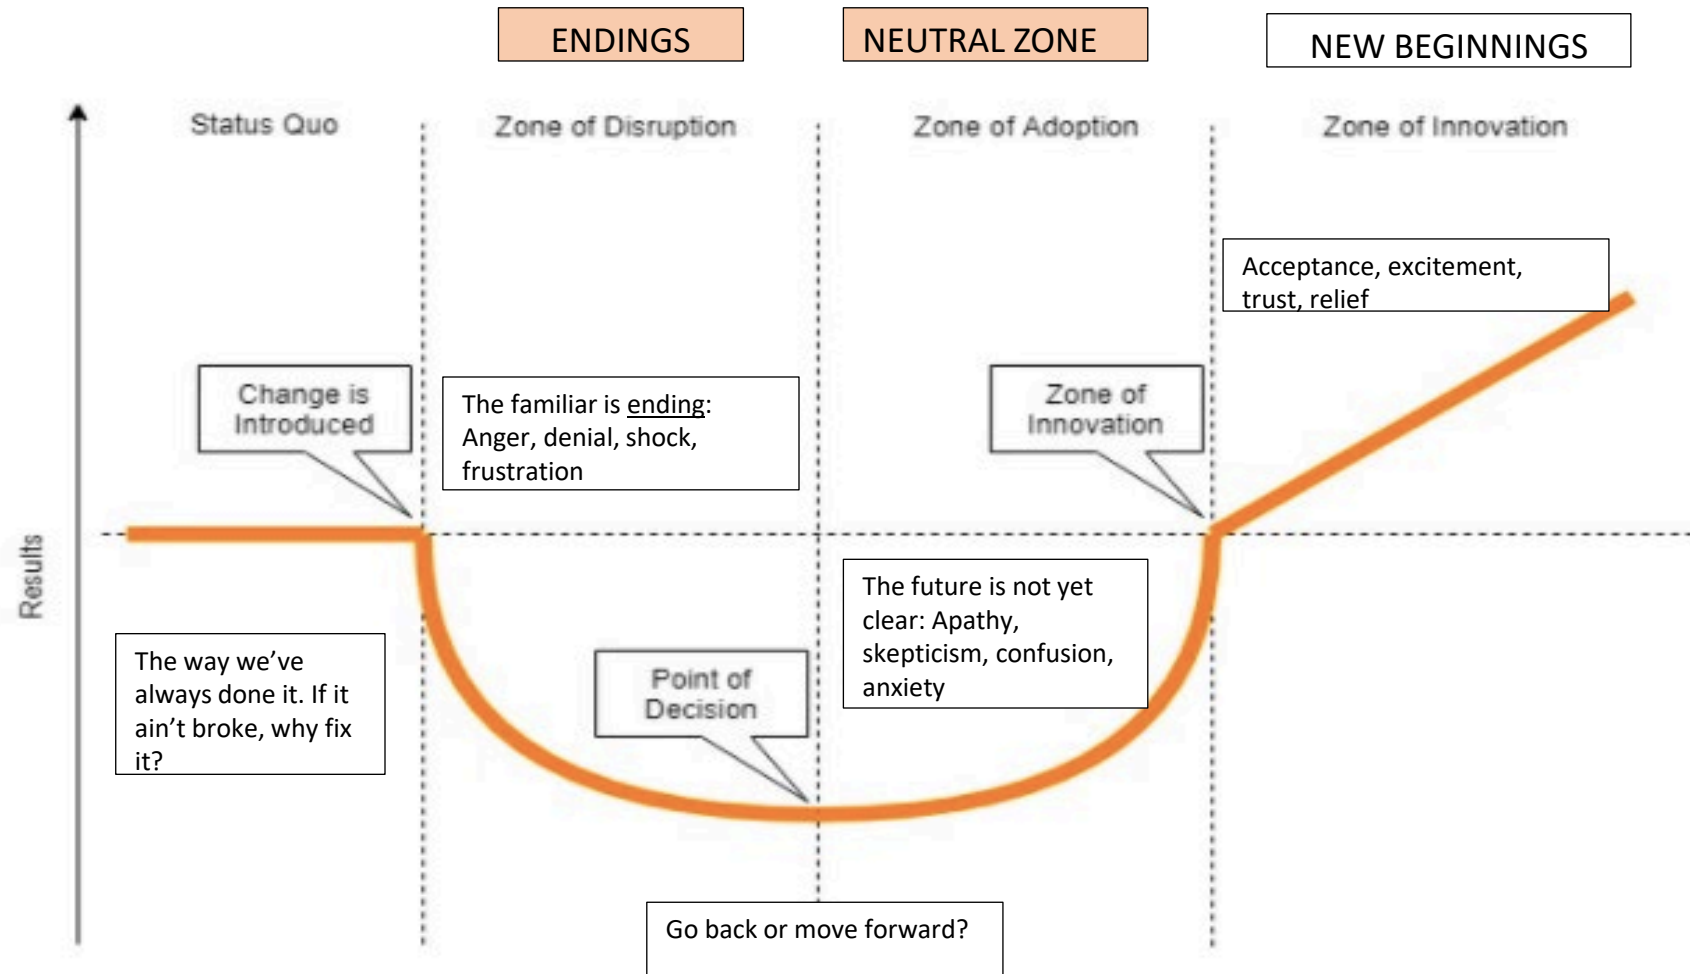 ENDINGS
NEUTRAL ZONE
NEW BEGINNINGS
Status Quo
Zone of Disruption
Zone of Adoption
Zone of Innovation
Acceptance, excitement,
trust, relief
Change is
Introduced
The familiar is ending:
Anger, denial, shock,
frustration
Zone of
Innovation
Results
The way we’ve
always done it. If it
ain’t broke, why fix
it?
Point of
Decision
The future is not yet
clear: Apathy,
skepticism, confusion,
anxiety
Go back or move forward?